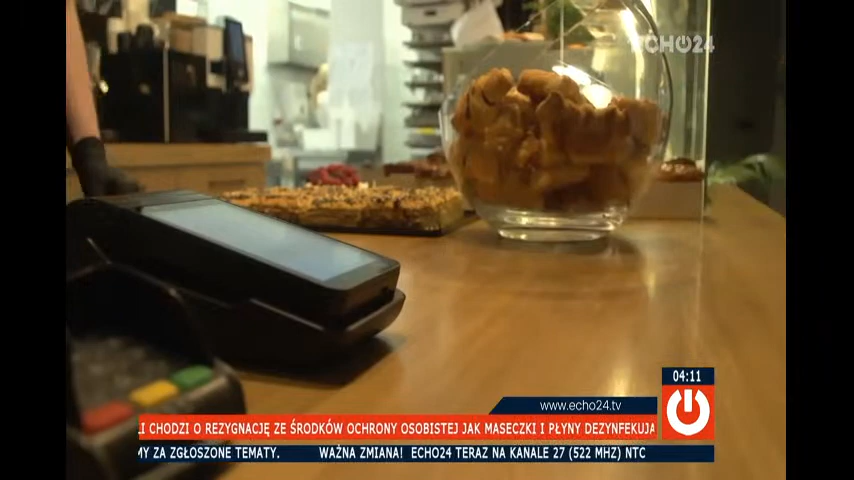 ECHO24
04:11
www.echo24.tv
LI CHODZI O REZYGNACJĘ ZE ŚRODKÓW OCHRONY OSOBISTEJ JAK MASECZKI I PŁYNY DEZYNFEKUJĄ
MY ZA ZGŁOSZONE TEMATY. WAŻNA ZMIANA! ECHO24 TERAZ NA KANALE 27 (522 MHZ) NTC